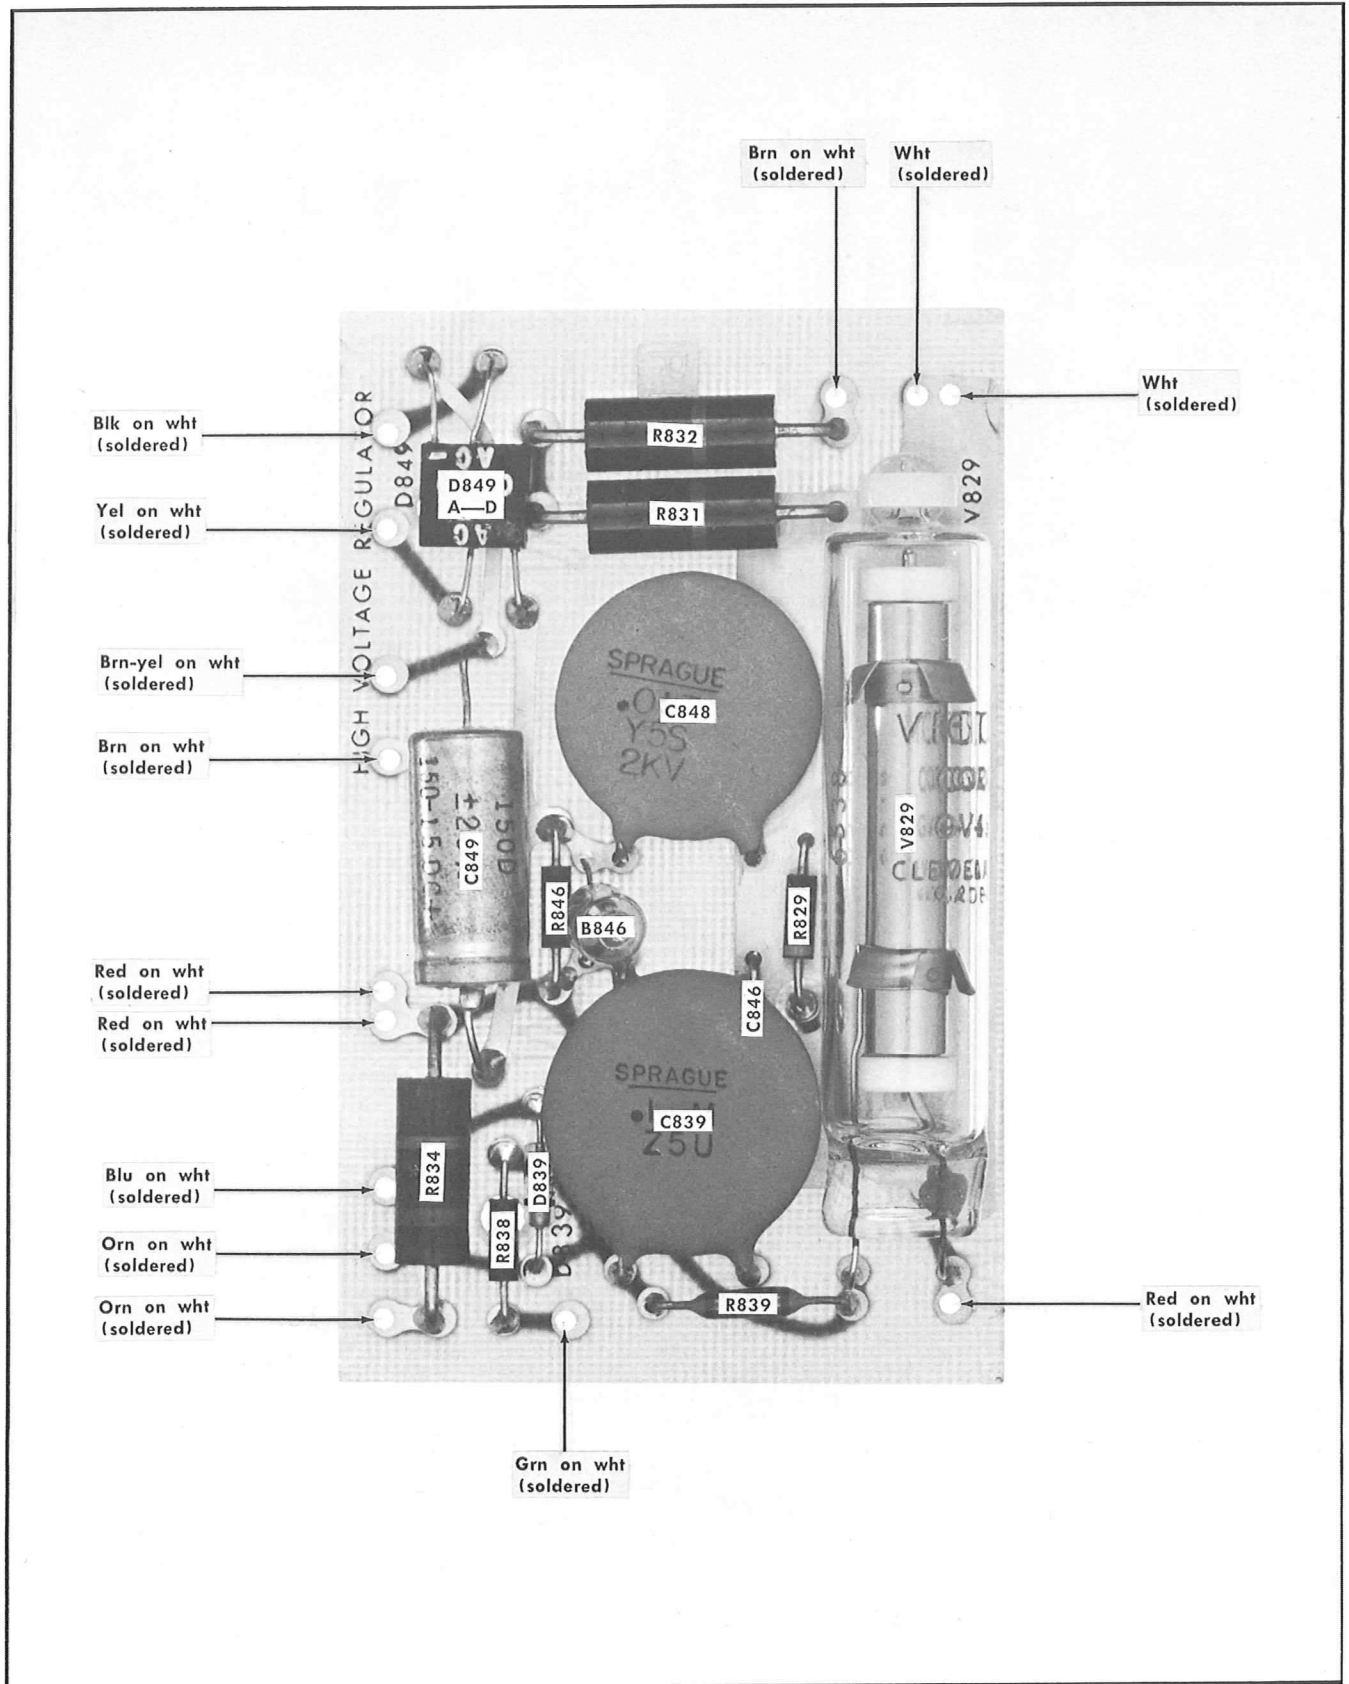 Brn on wht
(soldered)
Wht
(soldered)
Wht
(soldered)
Blk on wht
(soldered)
Yel on wht
(soldered)
Brn-yel on wht
(soldered)
Brn on wht
(soldered)
Red on wht
(soldered)
Red on wht
(soldered)
Blu on wht
(soldered)
Orn on wht
(soldered)
Orn on wht
(soldered)
Grn on wht
(soldered)
Red on wht
(soldered)
HIGH VOLTAGE REGULATOR
D849
AC
D849
A—D
AC
R832
R831
V829
SPRAGUE
C848
Y5S
2KV
V829
C849
150D
R846
B846
R829
C846
SPRAGUE
C839
Z5U
R834
R838
D839
D839
R839